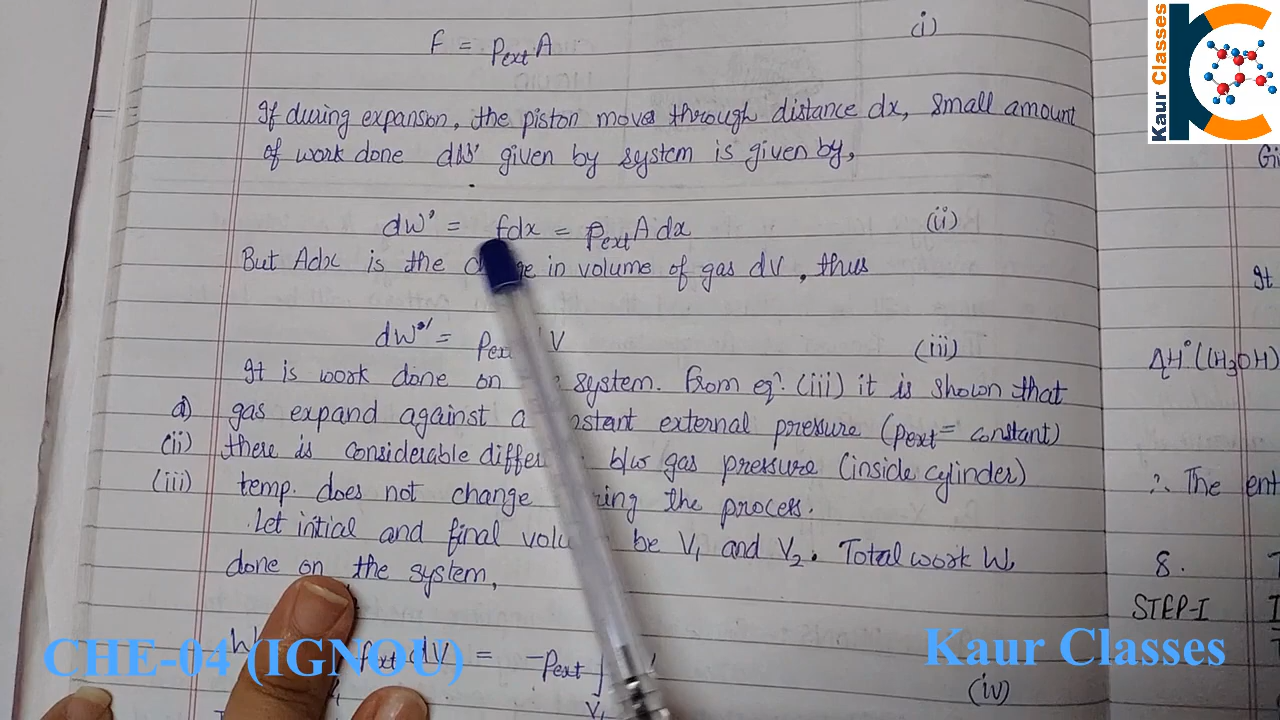 F = PextA (i)
Kaur Classes
If during expansion, the piston moves through distance dx, small amount
of work done dW' given by system is given by,
dW' = fdx = PextAdx (ii)
But Adx is the in volume of gas dV, thus
dW' = V (iii)
It is work done on system. From eqn. (iii) it is shown that
a) gas expand against a external pressure (Pext = constant)
(ii) there is considerable b/w gas pressure (inside cylinder)
(iii) temp. does not change the process.
Let initial and final be V1 and V2. Total work W,
done on the system,
dV = -Pext
V1
(iv)
Gi
It
ΔH°(CH3OH)
∴ The ent
8.
STEP-I
CHE-04 (IGNOU)
Kaur Classes